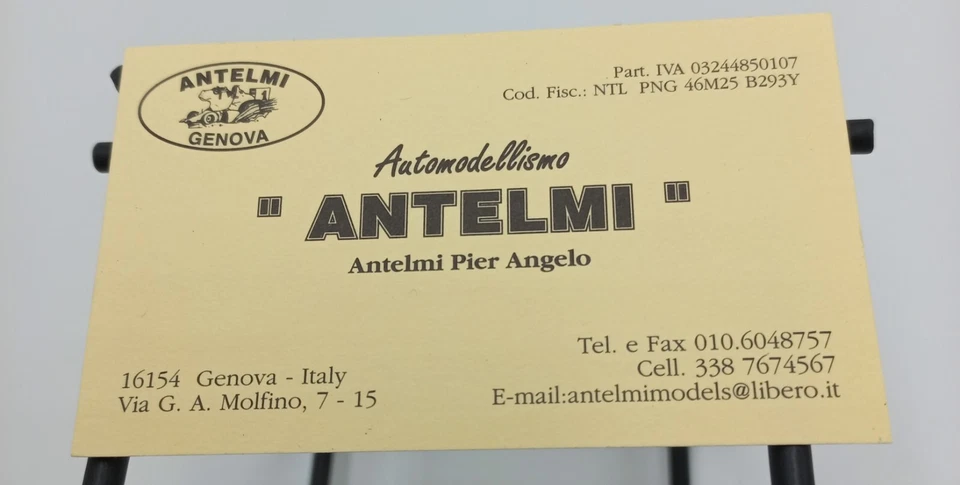 ANTELMI
GENOVA
Part. IVA 03244850107
Cod. Fisc.: NTL PNG 46M25 B293Y
Automodellismo
" ANTELMI "
Antelmi Pier Angelo
16154 Genova - Italy
Via G. A. Molfino, 7 - 15
Tel. e Fax 010.6048757
Cell. 338 7674567
E-mail:antelmimodels@libero.it